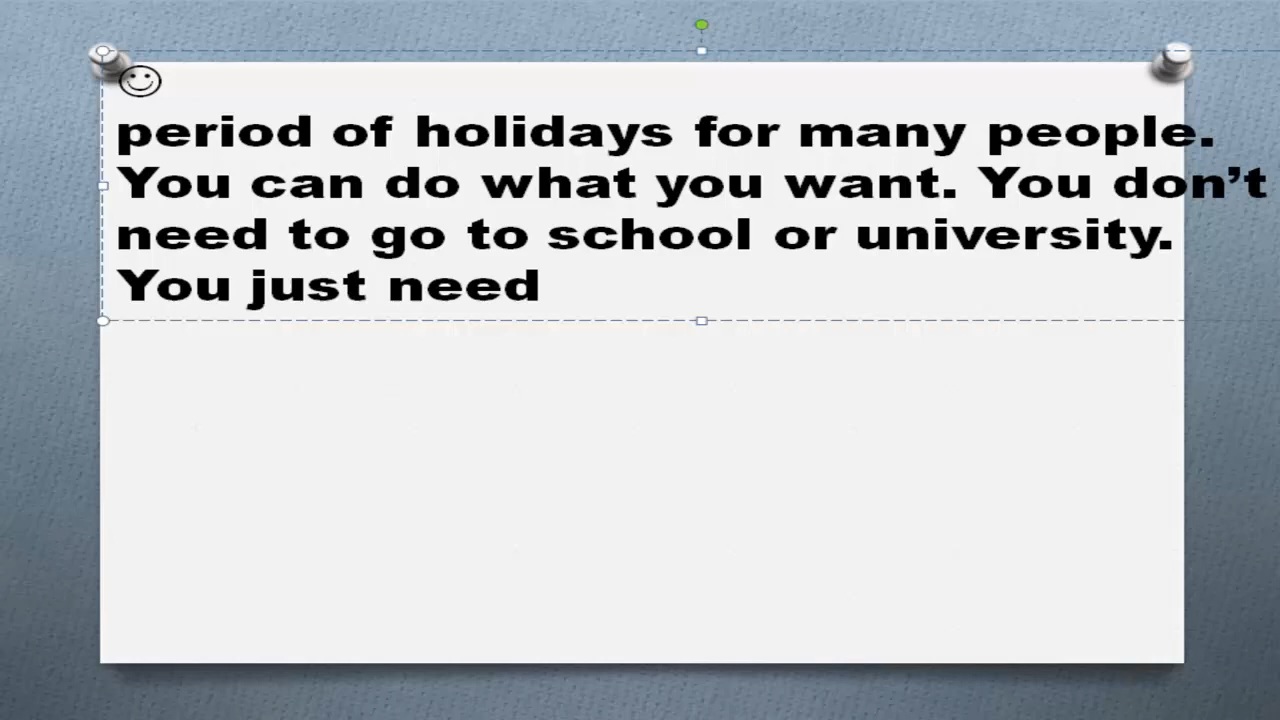 period of holidays for many people.
You can do what you want. You don’t
need to go to school or university.
You just need